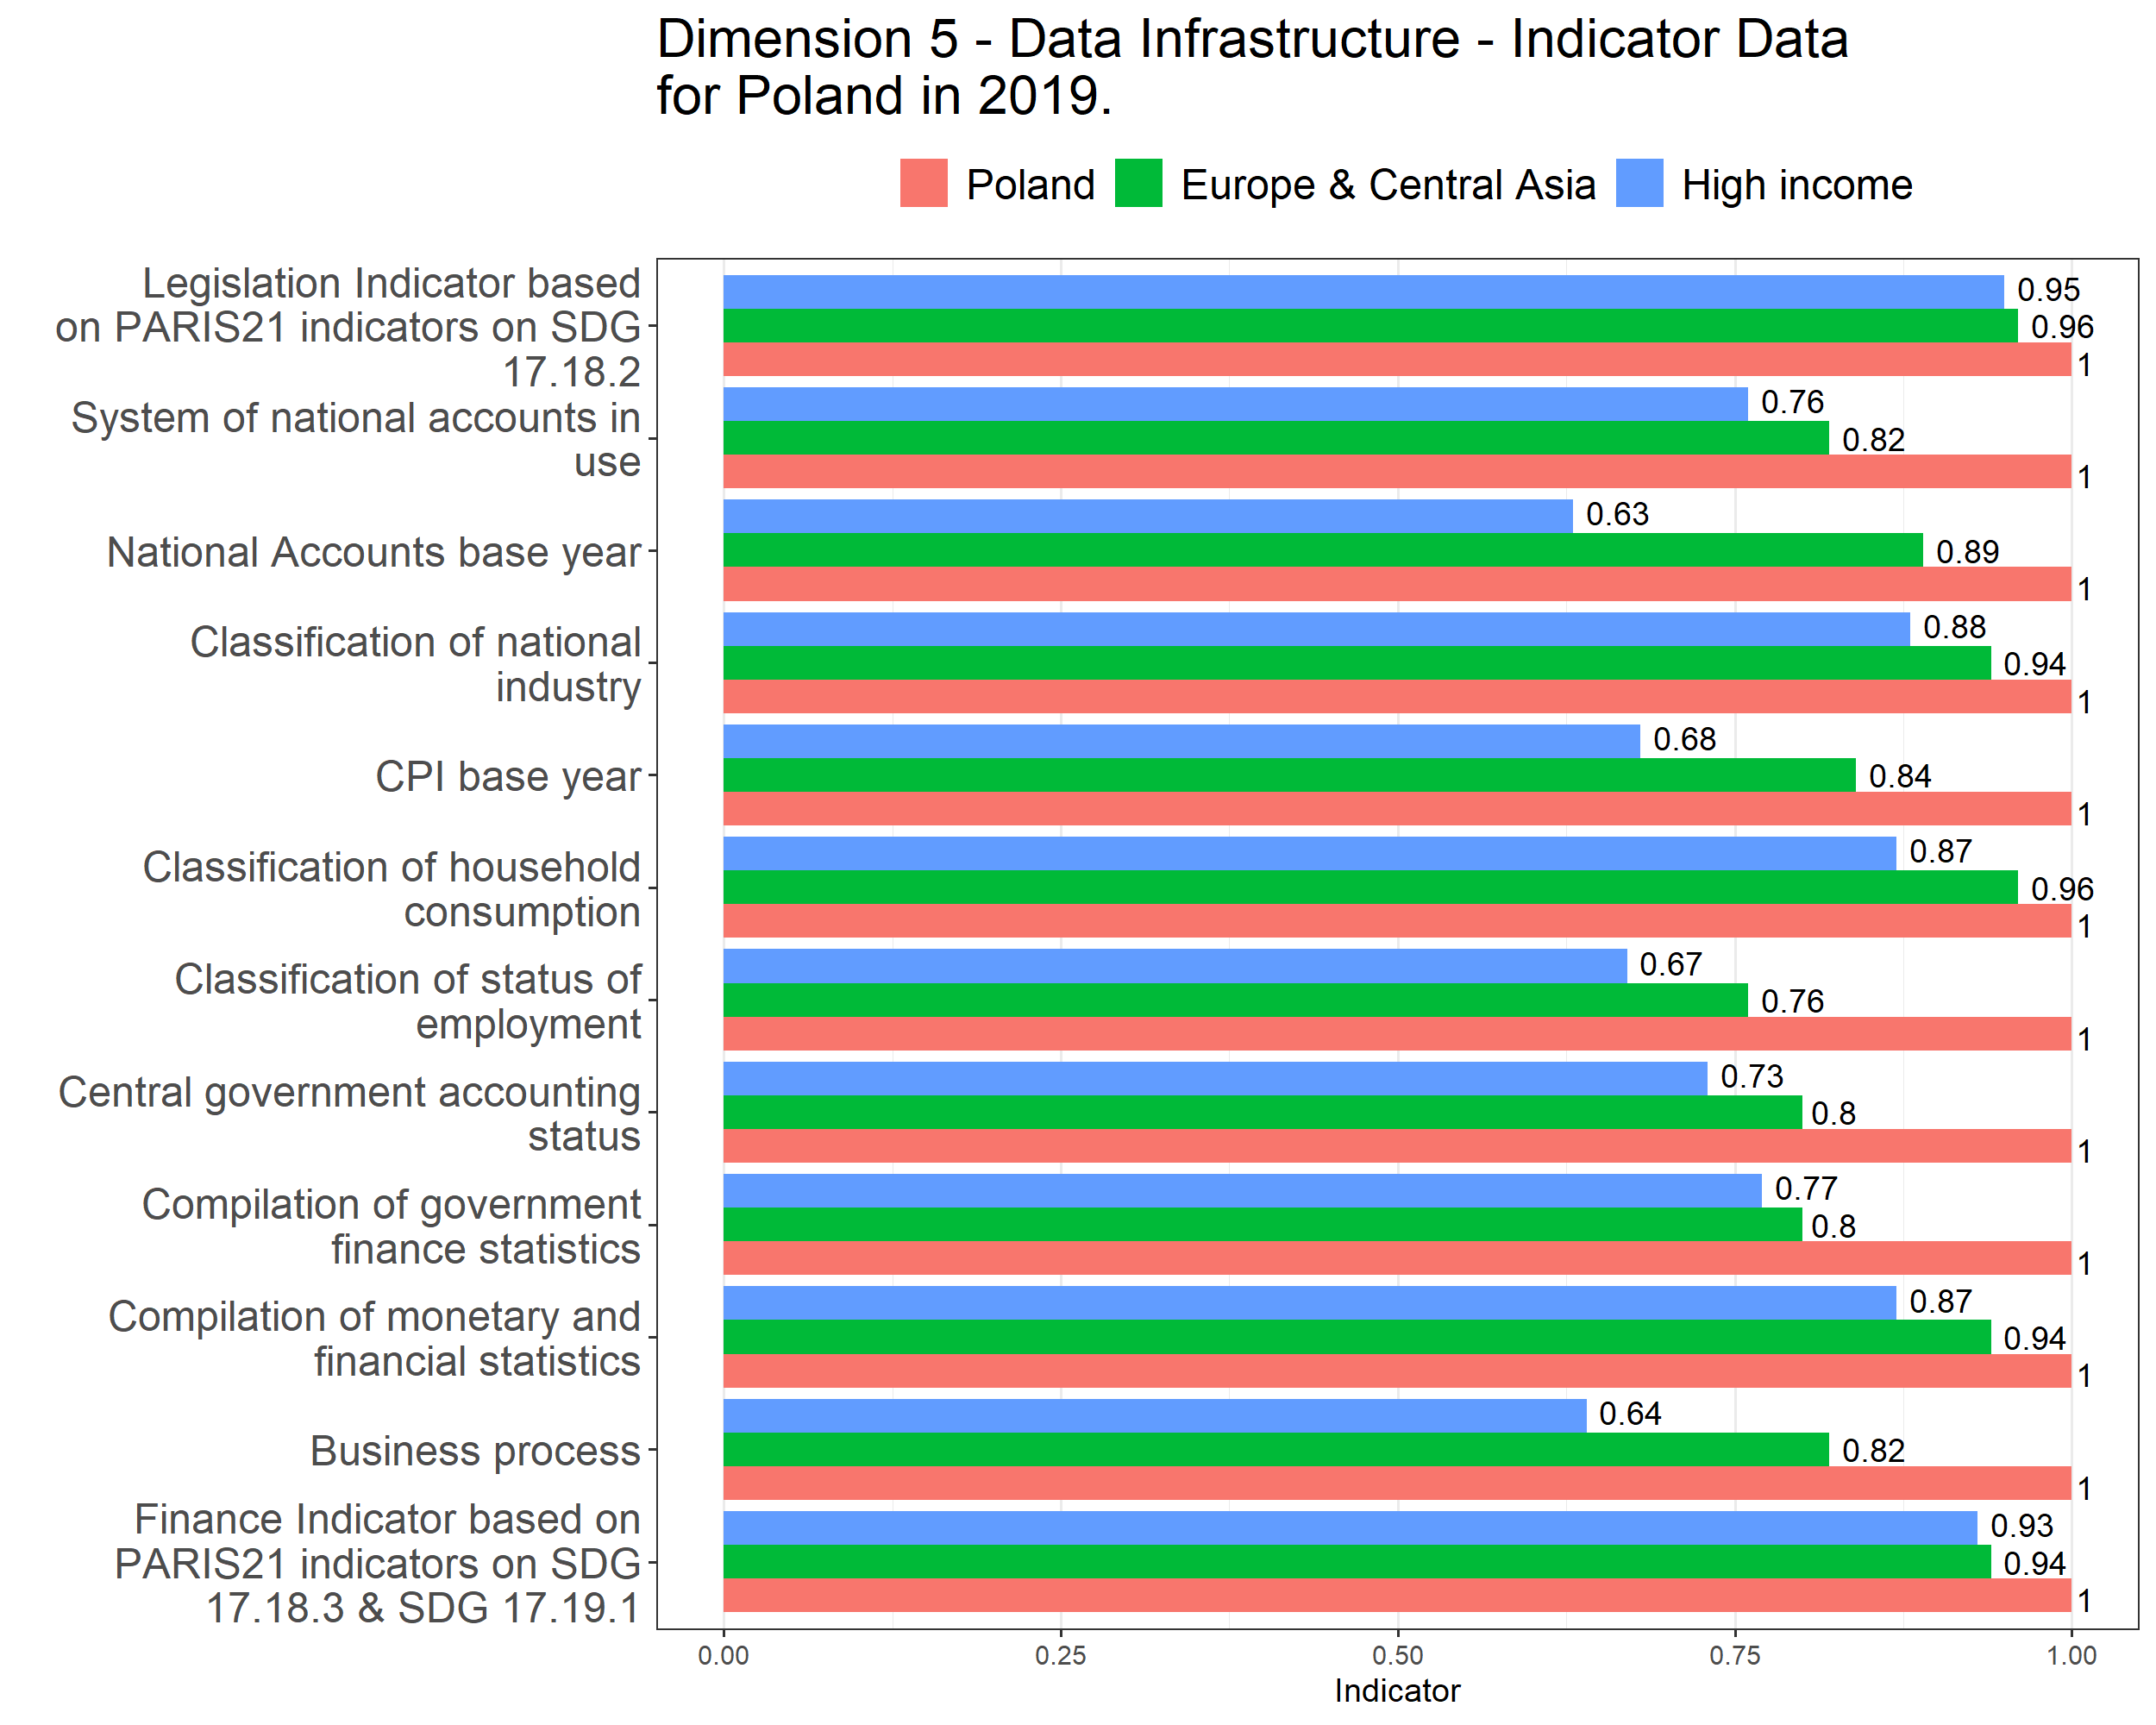 Dimension 5 - Data Infrastructure - Indicator Data
for Poland in 2019.
Poland
Europe & Central Asia
High income
Legislation Indicator based
on PARIS21 indicators on SDG
17.18.2
0.95
0.96
1
System of national accounts in
use
0.76
0.82
1
National Accounts base year
0.63
0.89
1
Classification of national
industry
0.88
0.94
1
CPI base year
0.68
0.84
1
Classification of household
consumption
0.87
0.96
1
Classification of status of
employment
0.67
0.76
1
Central government accounting
status
0.73
0.8
1
Compilation of government
finance statistics
0.77
0.8
1
Compilation of monetary and
financial statistics
0.87
0.94
1
Business process
0.64
0.82
1
Finance Indicator based on
PARIS21 indicators on SDG
17.18.3 & SDG 17.19.1
0.93
0.94
1
0.00
0.25
0.50
0.75
1.00
Indicator